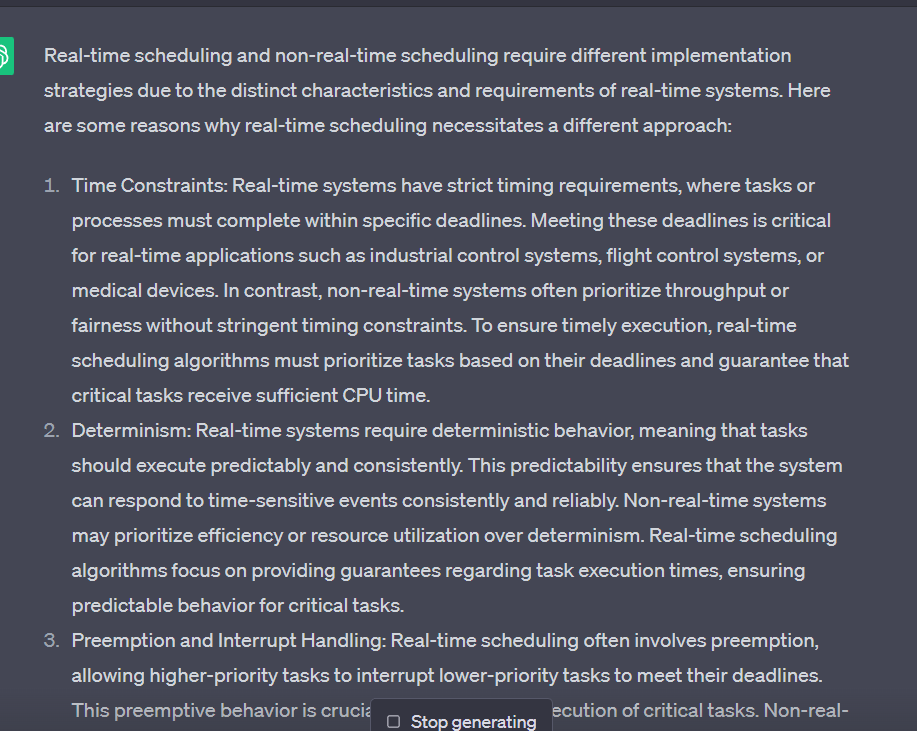 Real-time scheduling and non-real-time scheduling require different implementation
strategies due to the distinct characteristics and requirements of real-time systems. Here
are some reasons why real-time scheduling necessitates a different approach:
1. Time Constraints: Real-time systems have strict timing requirements, where tasks or
processes must complete within specific deadlines. Meeting these deadlines is critical
for real-time applications such as industrial control systems, flight control systems, or
medical devices. In contrast, non-real-time systems often prioritize throughput or
fairness without stringent timing constraints. To ensure timely execution, real-time
scheduling algorithms must prioritize tasks based on their deadlines and guarantee that
critical tasks receive sufficient CPU time.
2. Determinism: Real-time systems require deterministic behavior, meaning that tasks
should execute predictably and consistently. This predictability ensures that the system
can respond to time-sensitive events consistently and reliably. Non-real-time systems
may prioritize efficiency or resource utilization over determinism. Real-time scheduling
algorithms focus on providing guarantees regarding task execution times, ensuring
predictable behavior for critical tasks.
3. Preemption and Interrupt Handling: Real-time scheduling often involves preemption,
allowing higher-priority tasks to interrupt lower-priority tasks to meet their deadlines.
This preemptive behavior is of critical tasks. Non-real-
Stop generating